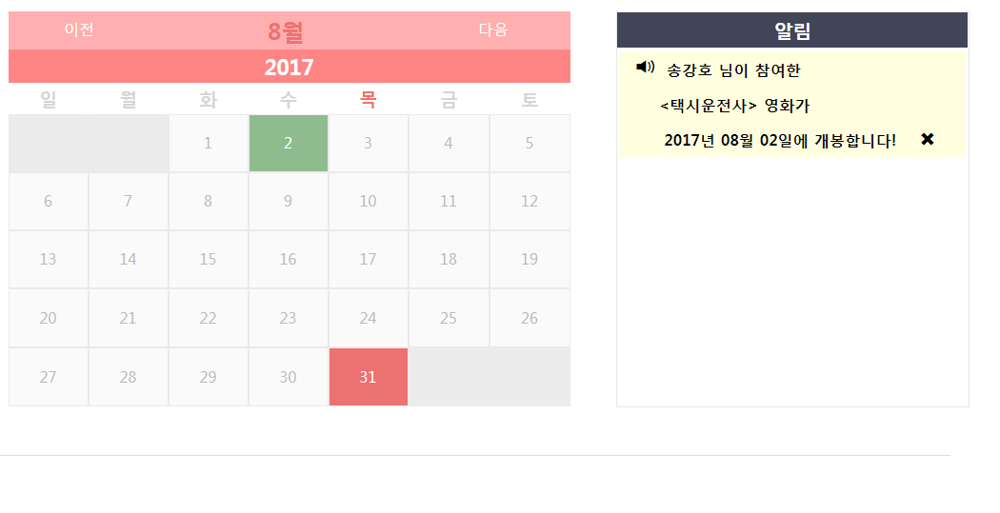 이전 8월 다음
2017
일 월 화 수 목 금 토
1 2 3 4 5
6 7 8 9 10 11 12
13 14 15 16 17 18 19
20 21 22 23 24 25 26
27 28 29 30 31
알림
송강호 님이 참여한
<택시운전사> 영화가
2017년 08월 02일에 개봉합니다!